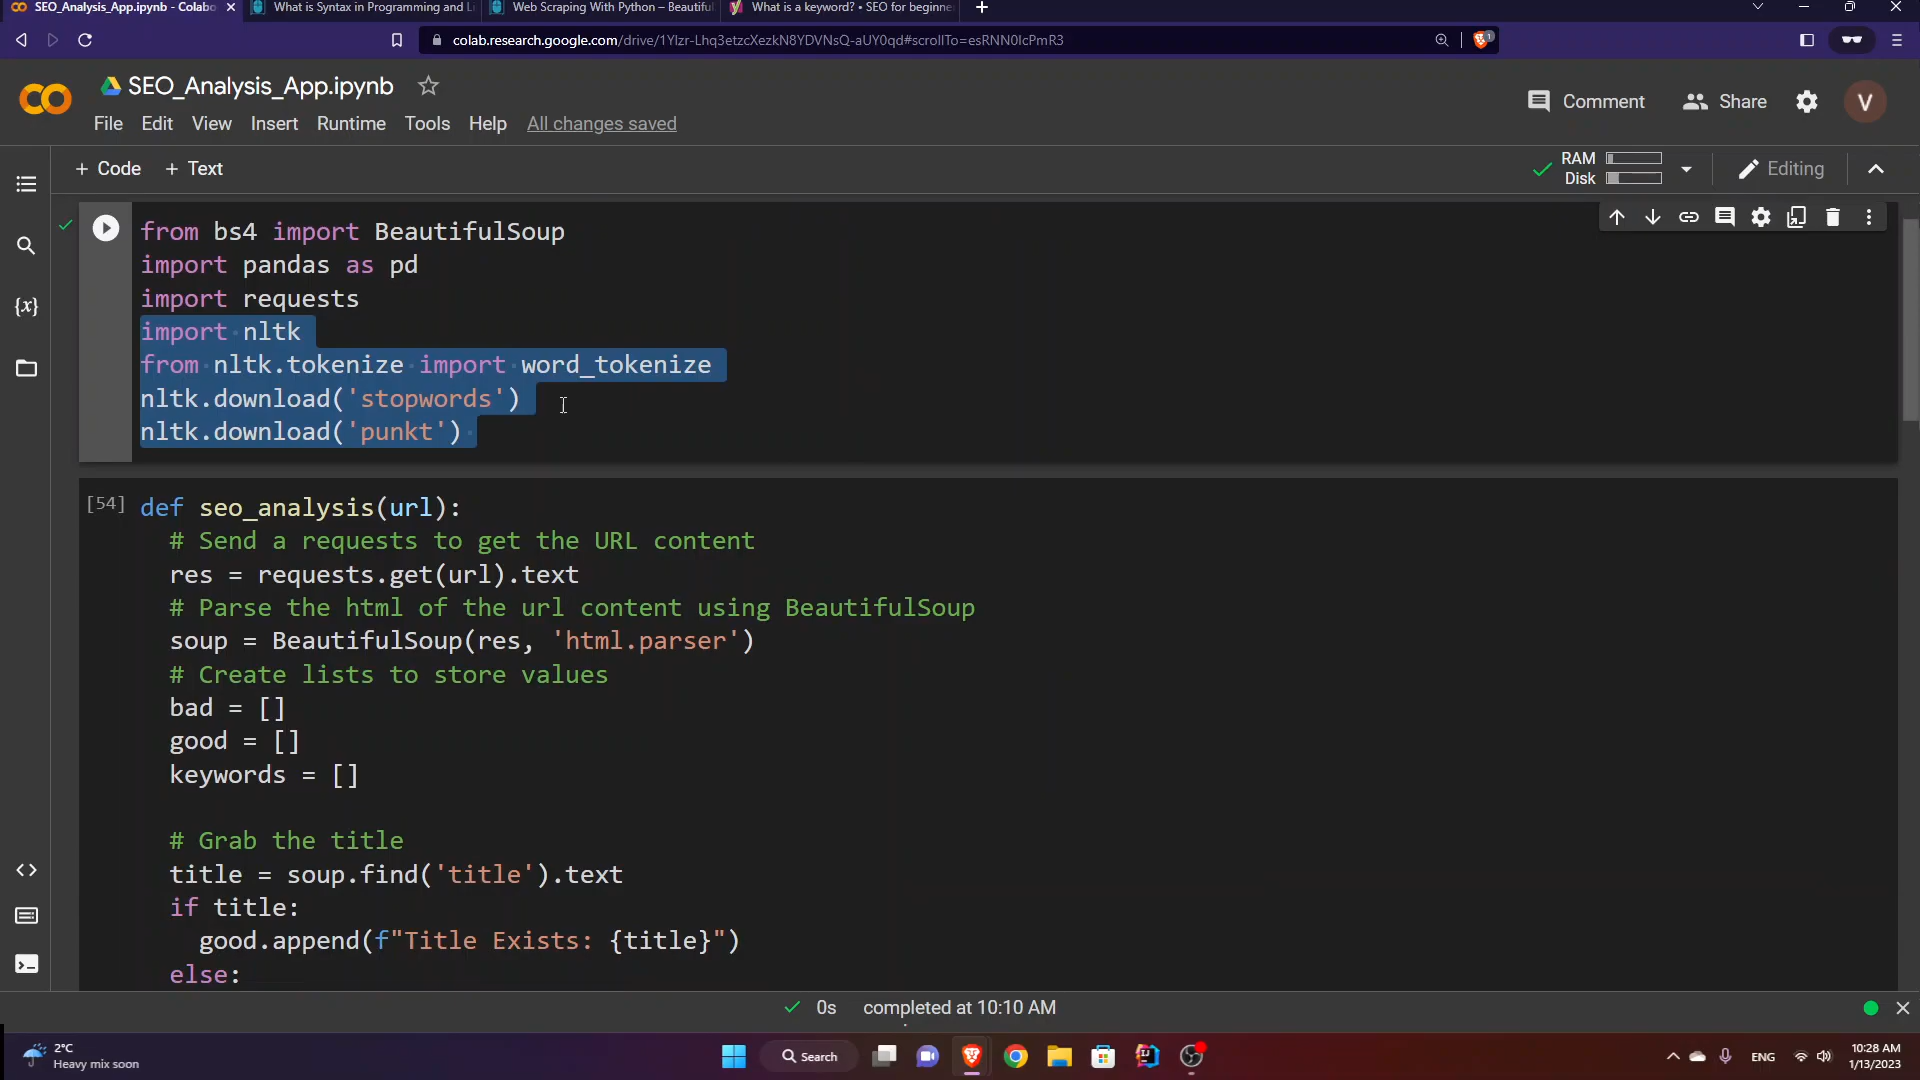 SEO_Analysis_App.ipynb - Colabo
What is Syntax in Programming and Li
Web Scraping With Python – Beautiful
What is a keyword? • SEO for beginne
colab.research.google.com/drive/1YIzr-Lhq3etzcXezkN8YDVNsQ-aUY0qd#scrollTo=esRNN0IcPmR3
1
CO
SEO_Analysis_App.ipynb
Comment
Share
V
File Edit View Insert Runtime Tools Help All changes saved
+ Code + Text
RAM
Disk
Editing
from bs4 import BeautifulSoup
import pandas as pd
import requests
import nltk
from nltk.tokenize import word_tokenize
nltk.download('stopwords')
nltk.download('punkt')
[54]
def seo_analysis(url):
# Send a requests to get the URL content
res = requests.get(url).text
# Parse the html of the url content using BeautifulSoup
soup = BeautifulSoup(res, 'html.parser')
# Create lists to store values
bad = []
good = []
keywords = []
# Grab the title
title = soup.find('title').text
if title:
good.append(f"Title Exists: {title}")
else:
0s completed at 10:10 AM
2°C
Heavy mix soon
Search
ENG
10:28 AM
1/13/2023